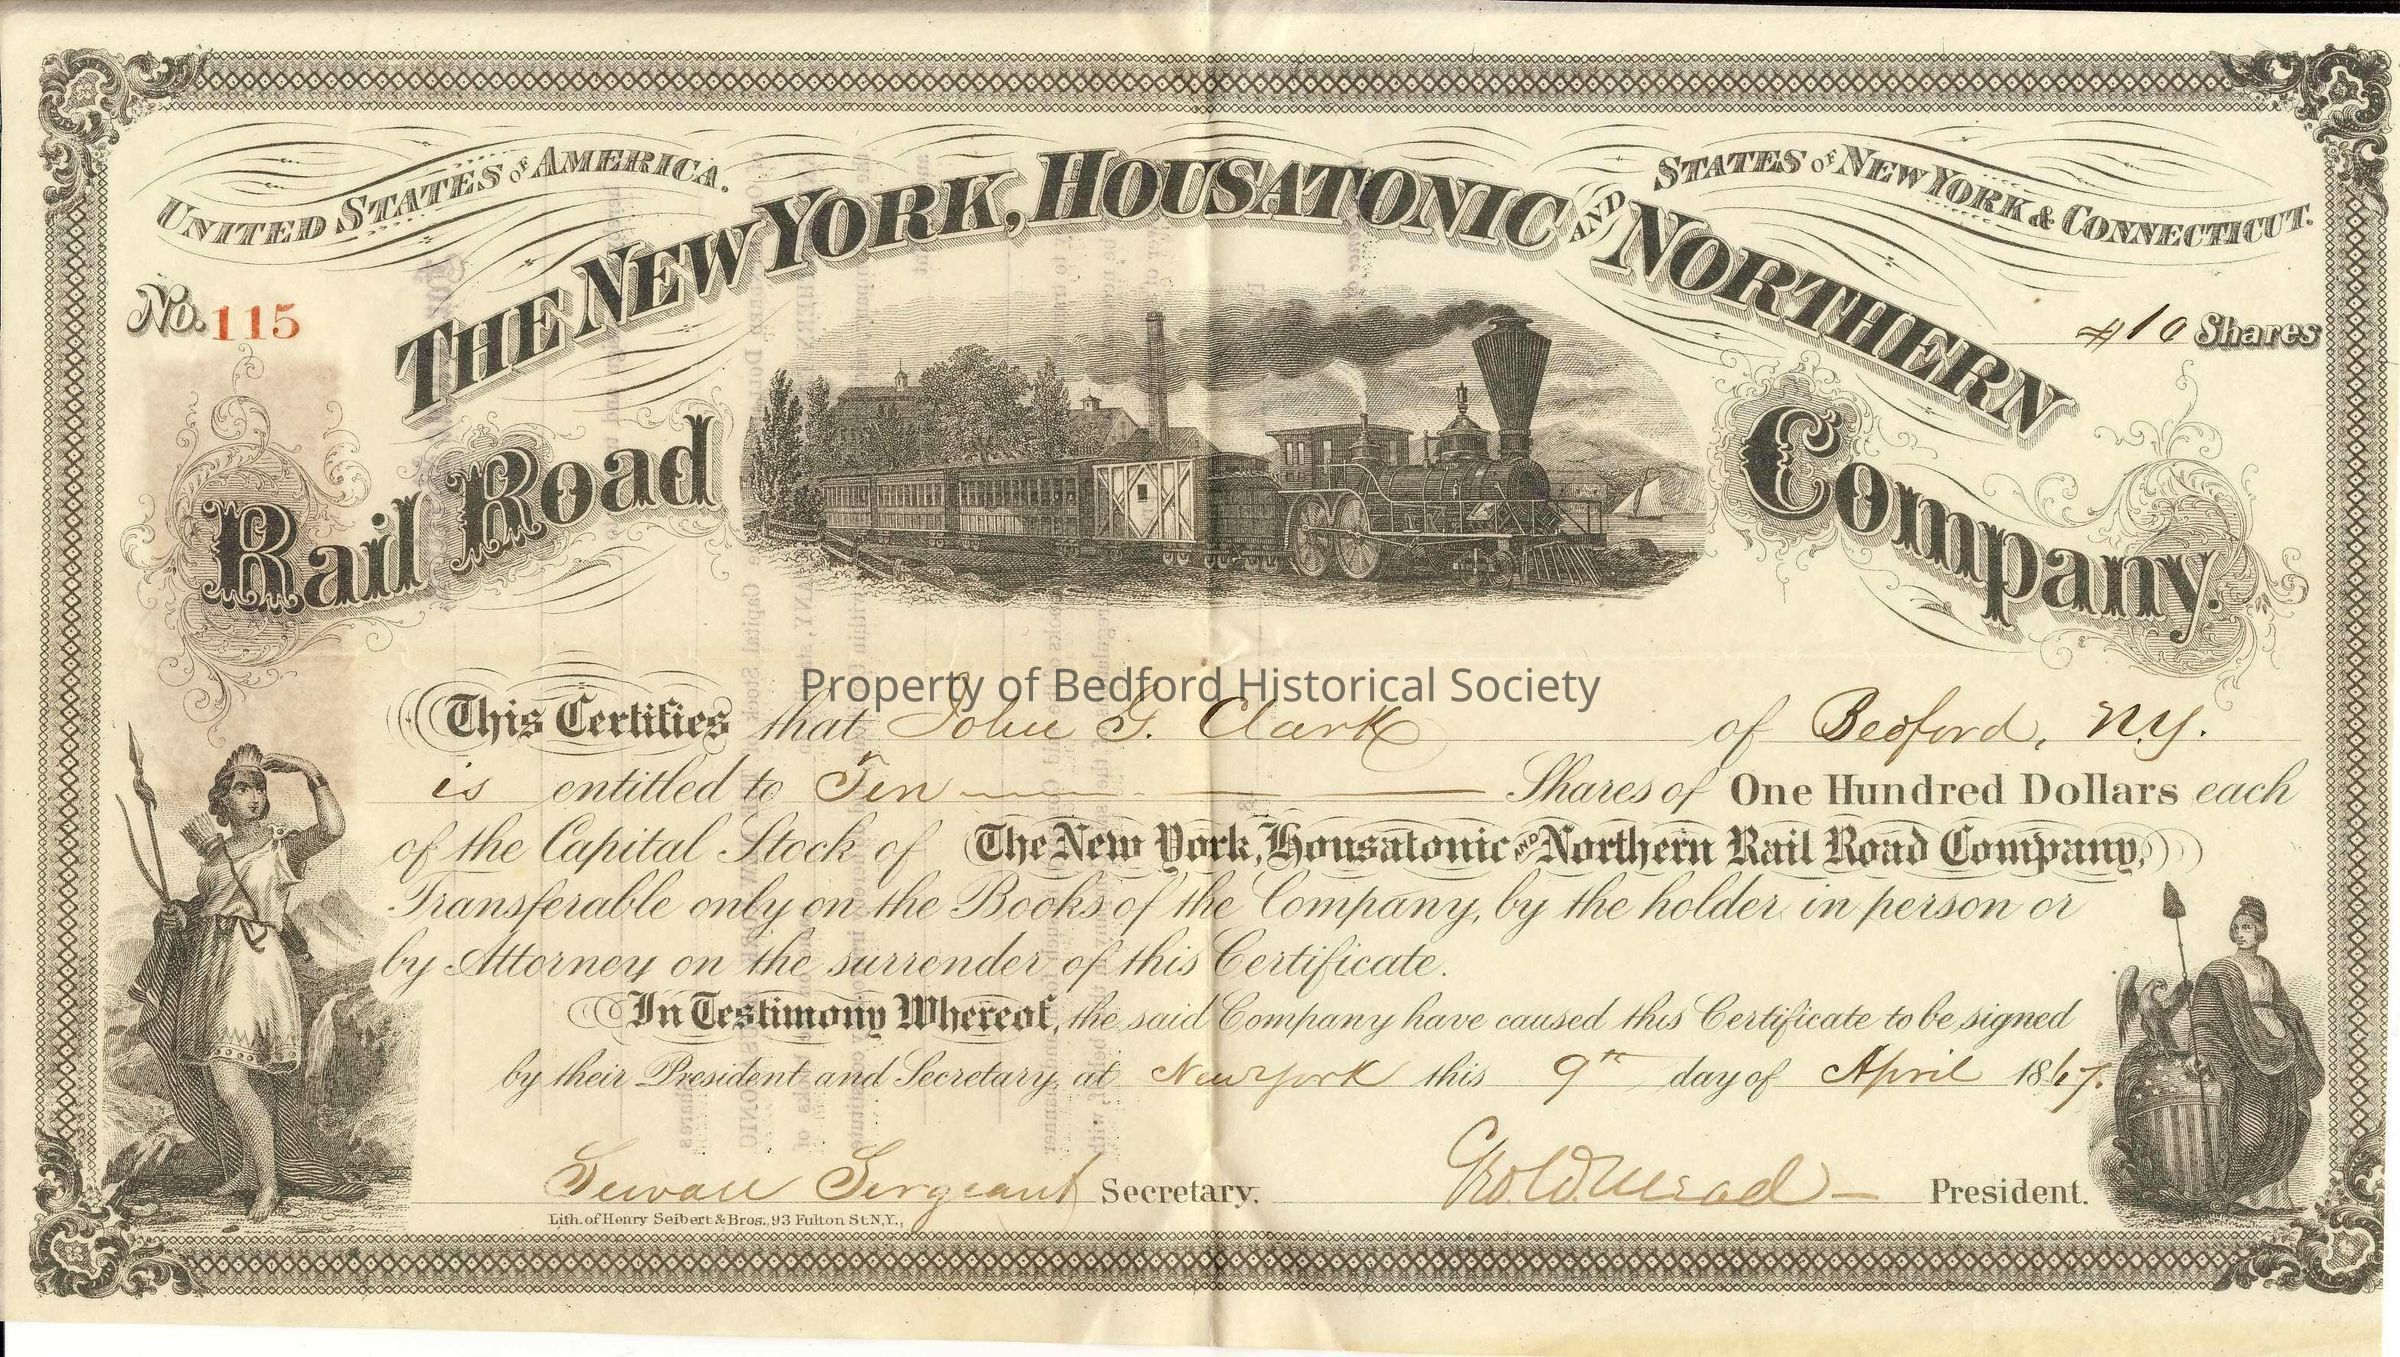 UNITED STATES OF AMERICA.
STATES OF NEW YORK & CONNECTICUT.
THE NEW YORK, HOUSATONIC AND NORTHERN
No. 115
#10 Shares
Rail Road Company.
Property of Bedford Historical Society
This Certifies that John G. Clark of Bedford, N.Y.
is entitled to Ten Shares of One Hundred Dollars each
of the Capital Stock of The New York, Housatonic AND Northern Rail Road Company,
Transferable only on the Books of the Company, by the holder in person or
by Attorney on the surrender of this Certificate.
In Testimony Whereof, the said Company have caused this Certificate to be signed
by their President and Secretary, at New York this 9th day of April 1867.
Sergeant Secretary. Mead President.
Lith. of Henry Seibert & Bros., 93 Fulton St. N.Y.,